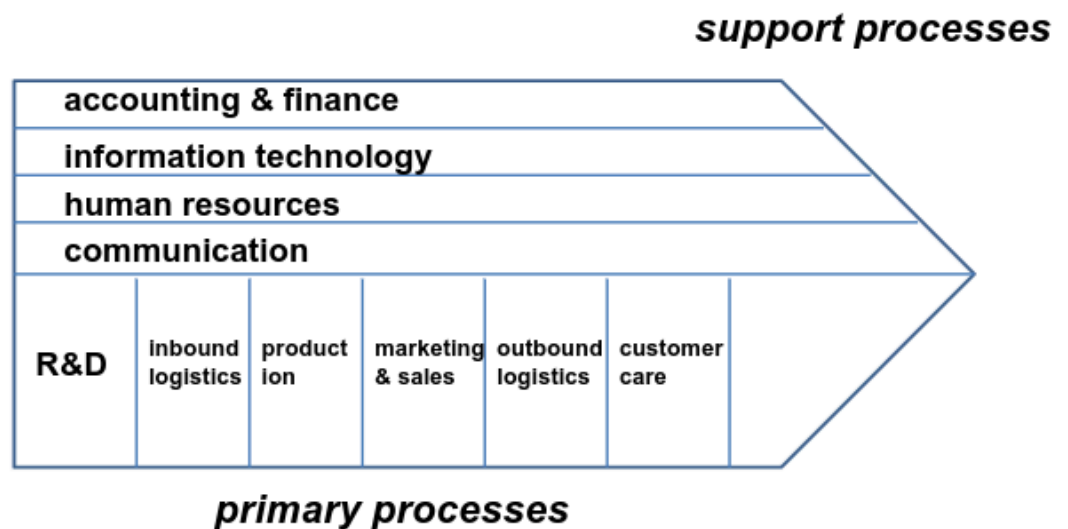 support processes
accounting & finance
information technology
human resources
communication
R&D
inbound
logistics
product
ion
marketing
& sales
outbound
logistics
customer
care
primary processes